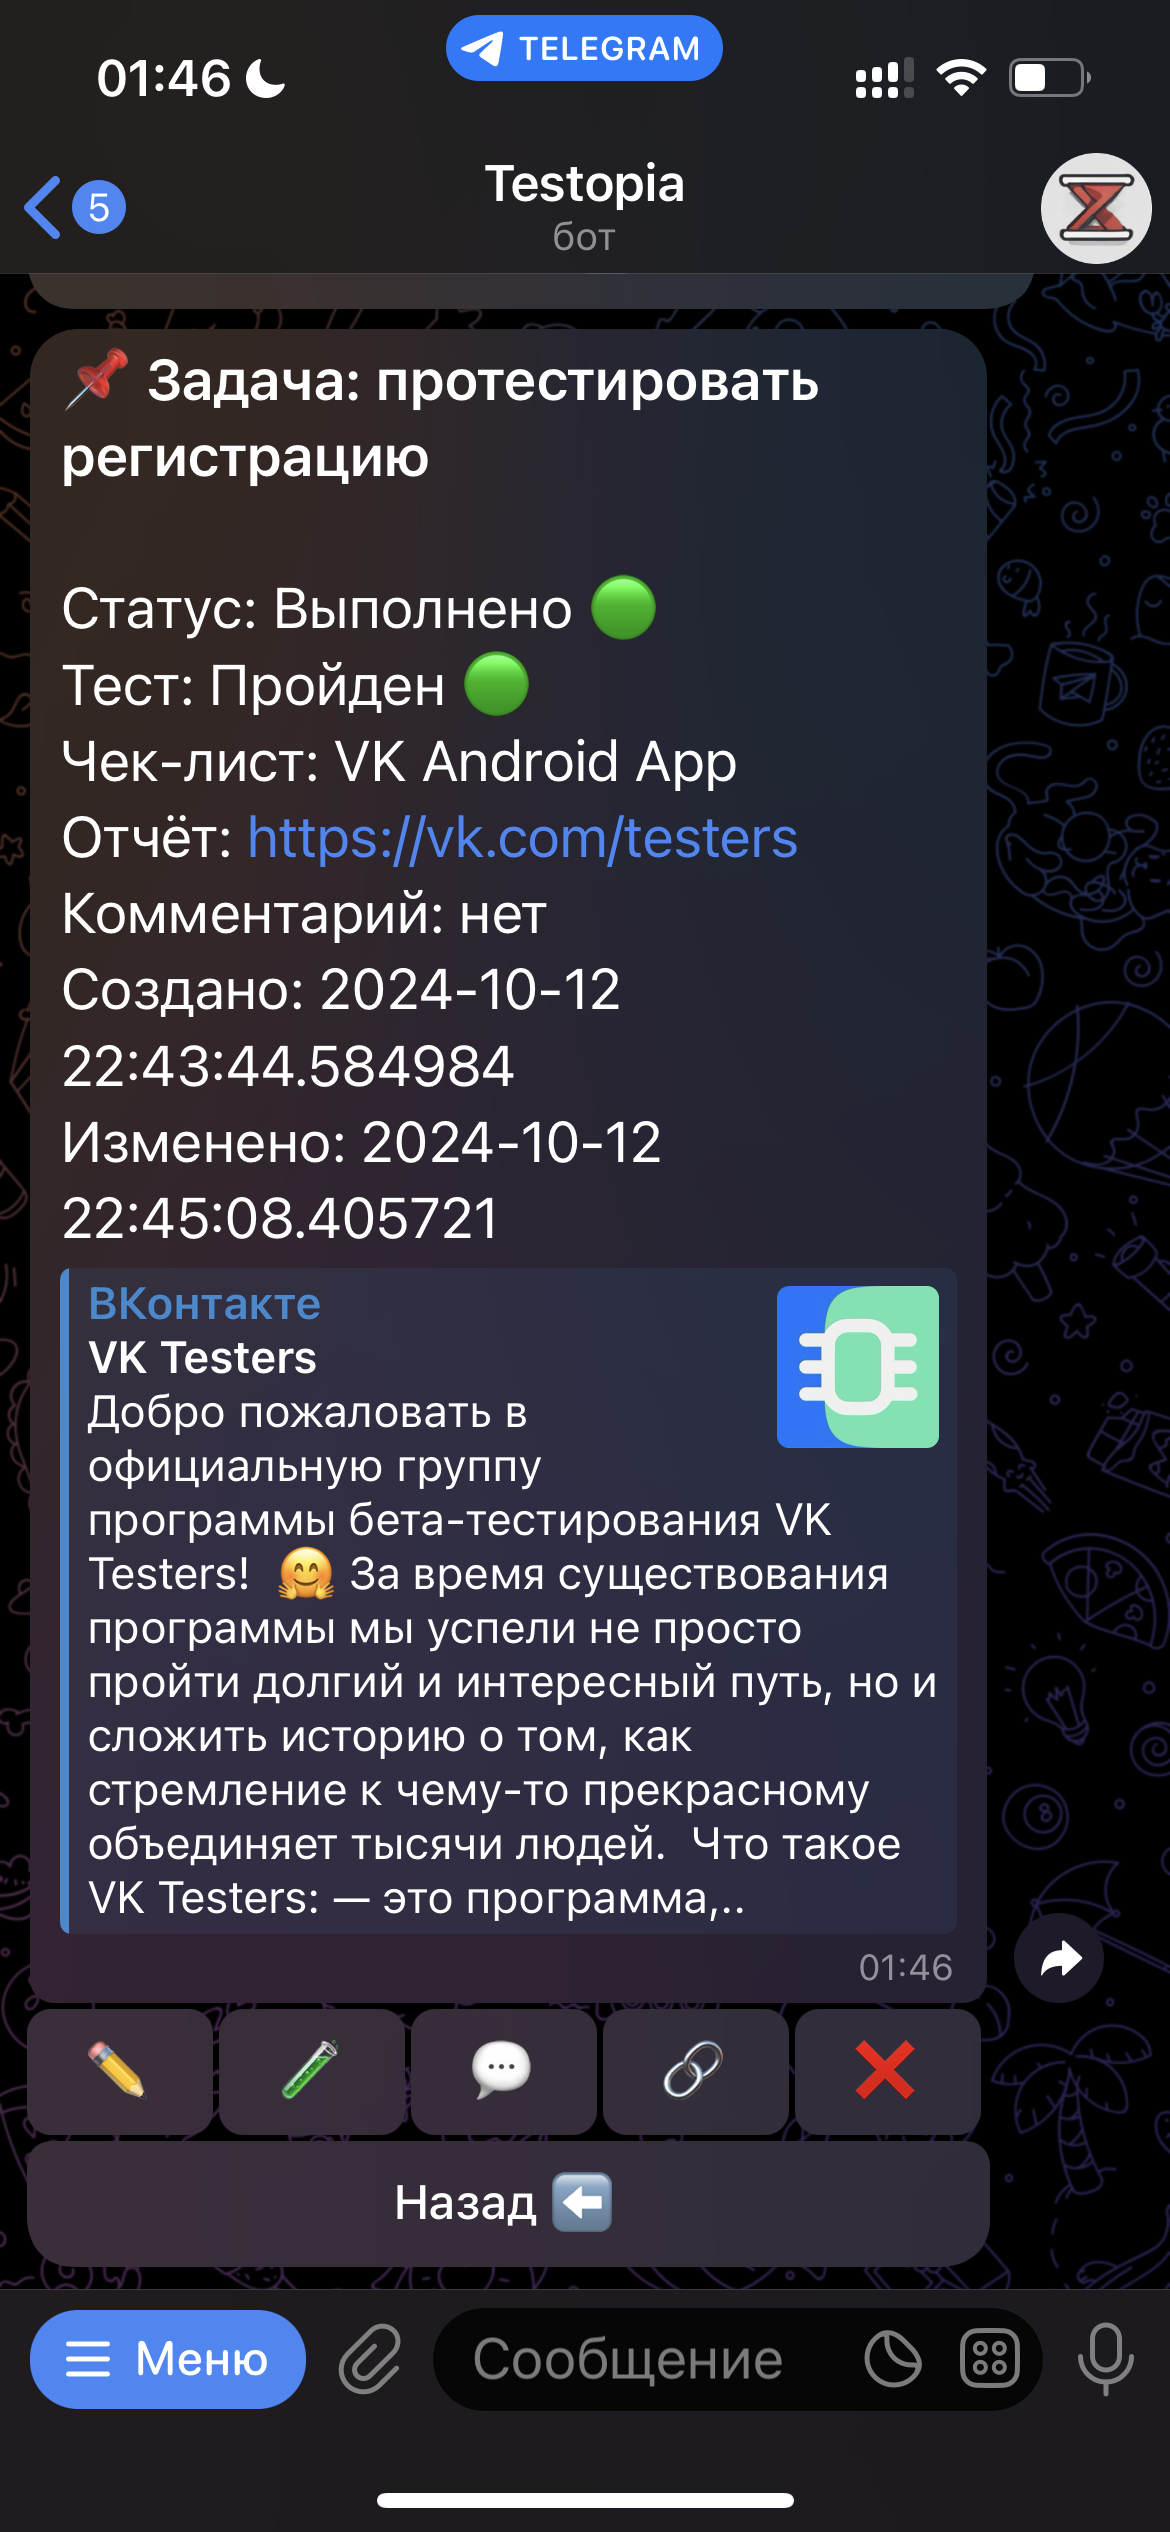 01:46
TELEGRAM
5
Testopia
бот
📌 Задача: протестировать
регистрацию
Статус: Выполнено 🟢
Тест: Пройден 🟢
Чек-лист: VK Android App
Отчёт: https://vk.com/testers
Комментарий: нет
Создано: 2024-10-12
22:43:44.584984
Изменено: 2024-10-12
22:45:08.405721
ВКонтакте
VK Testers
Добро пожаловать в
официальную группу
программы бета-тестирования VK
Testers! 🤗 За время существования
программы мы успели не просто
пройти долгий и интересный путь, но и
сложить историю о том, как
стремление к чему-то прекрасному
объединяет тысячи людей. Что такое
VK Testers: — это программа,..
01:46
Назад ⬅️
Меню
Сообщение